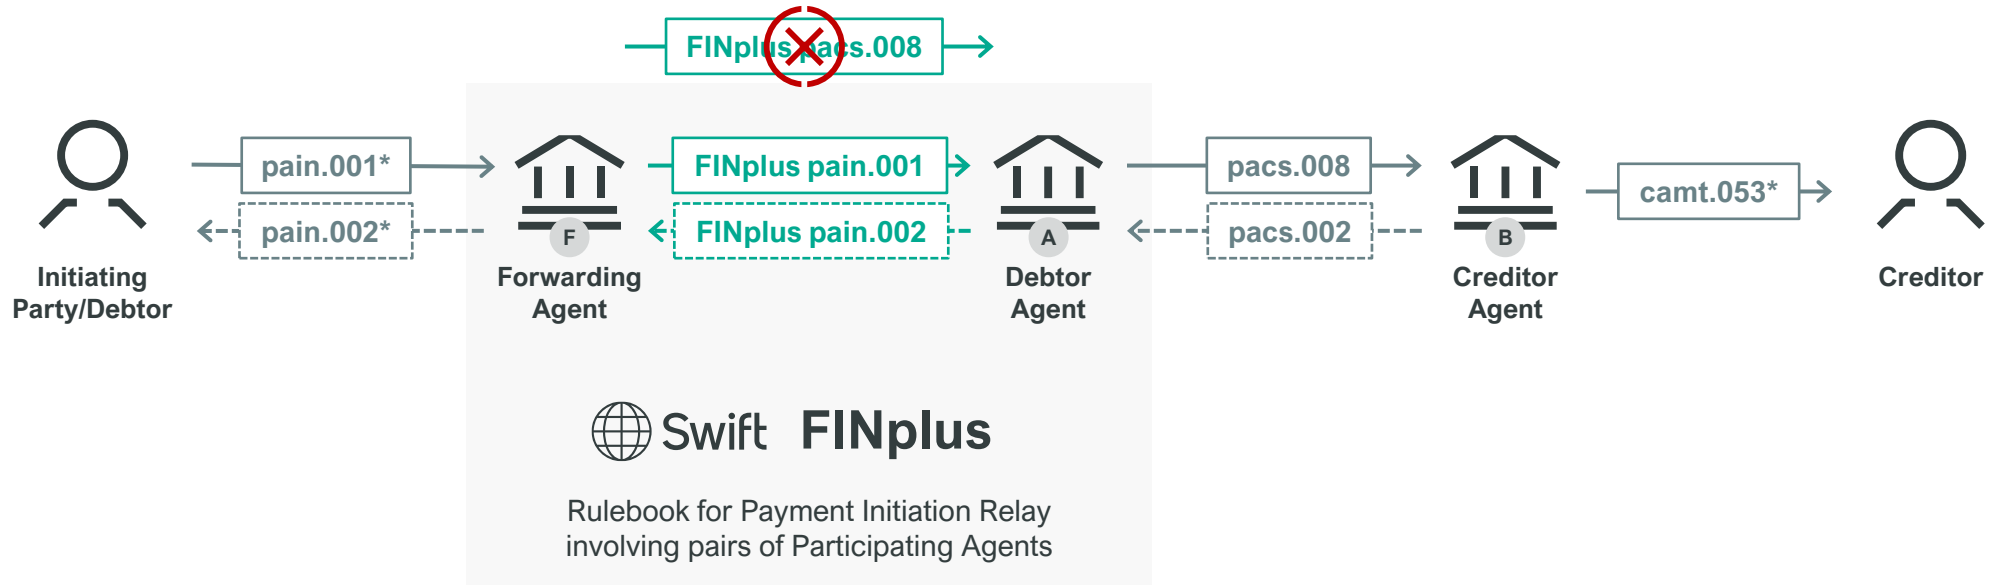 FINplus pacs.008
pain.001*
FINplus pain.001
pacs.008
camt.053*
pain.002*
FINplus pain.002
pacs.002
F
A
B
Initiating
Party/Debtor
Forwarding
Agent
Debtor
Agent
Creditor
Agent
Creditor
Swift FINplus
Rulebook for Payment Initiation Relay
involving pairs of Participating Agents